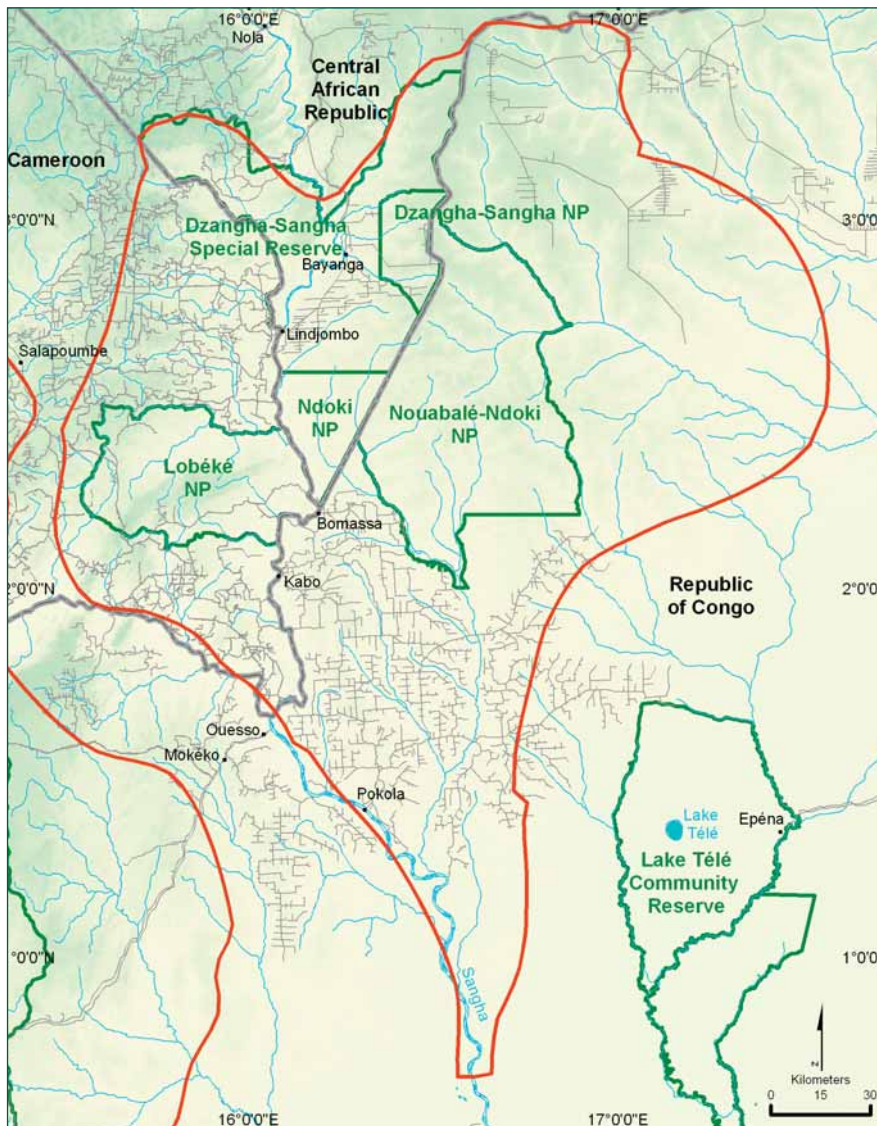 16°0'0"E
17°0'0"E
Nola
Central
African
Republic
Cameroon
3°0'0"N
Dzangha-Sangha
Special Reserve
Dzangha-Sangha NP
3°0'0"
Bayanga
Lindjombo
Salapoumbe
Ndoki
NP
Nouabalé-Ndoki
NP
Lobéké
NP
Bomassa
Kabo
2°0'0"N
Republic
of Congo
2°0'0"
Ouesso
Mokéko
Pokola
Lake
Télé
Epéna
Lake Télé
Community
Reserve
°0'0"N
1°0'0"
Sangha
z
Kilometers
0 15 30
16°0'0"E
17°0'0"E